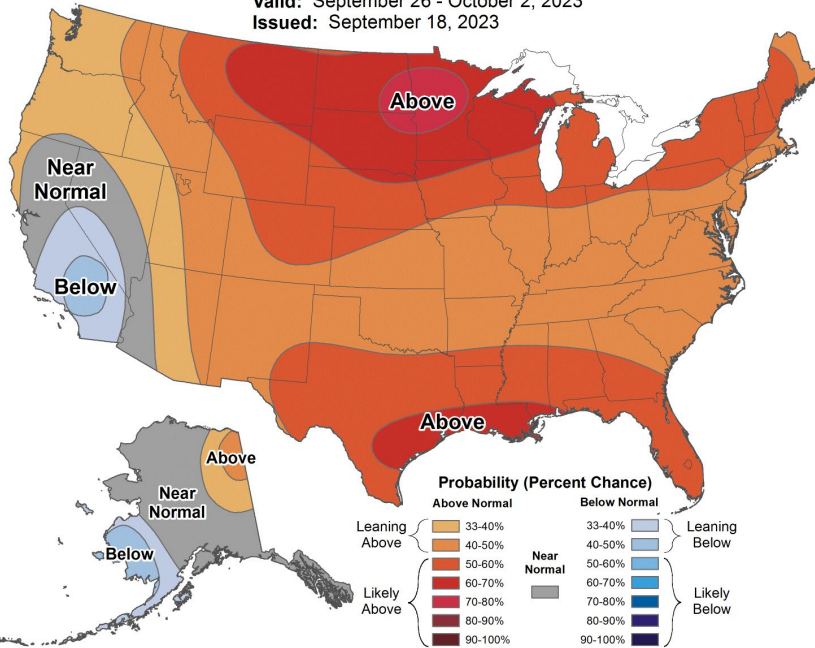 Valid: September 26 - October 2, 2023
Issued: September 18, 2023
Above
Near
Normal
Below
Above
Above
Near
Normal
Below
Probability (Percent Chance)
Above Normal
Below Normal
Leaning
Above
33-40%
40-50%
Likely
Above
50-60%
60-70%
70-80%
80-90%
90-100%
Near
Normal
33-40%
40-50%
Leaning
Below
50-60%
60-70%
70-80%
80-90%
90-100%
Likely
Below